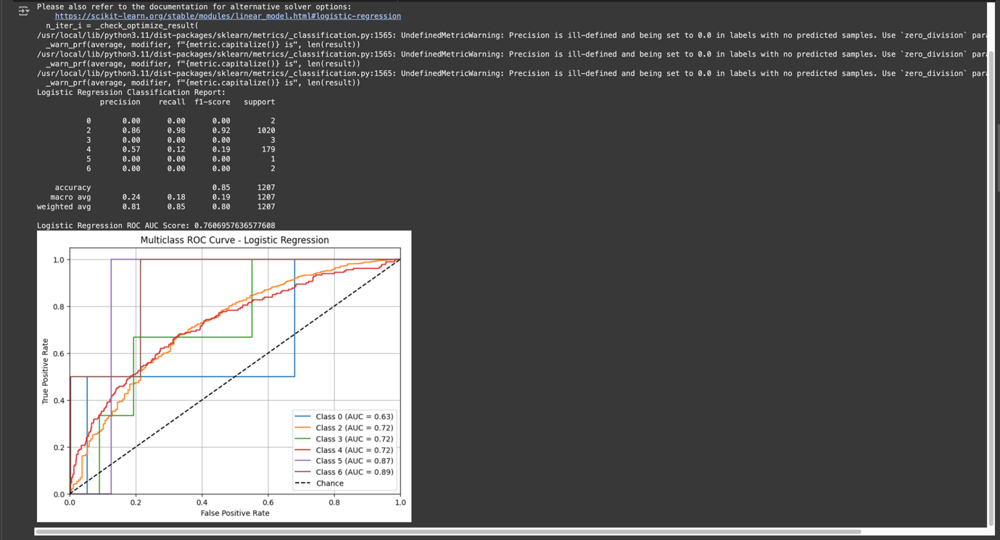 Please also refer to the documentation for alternative solver options:
https://scikit-learn.org/stable/modules/linear_model.html#logistic-regression
n_iter_i = _check_optimize_result(
/usr/local/lib/python3.11/dist-packages/sklearn/metrics/_classification.py:1565: UndefinedMetricWarning: Precision is ill-defined and being set to 0.0 in labels with no predicted samples. Use `zero_division` para
_warn_prf(average, modifier, f"{metric.capitalize()} is", len(result))
/usr/local/lib/python3.11/dist-packages/sklearn/metrics/_classification.py:1565: UndefinedMetricWarning: Precision is ill-defined and being set to 0.0 in labels with no predicted samples. Use `zero_division` para
_warn_prf(average, modifier, f"{metric.capitalize()} is", len(result))
/usr/local/lib/python3.11/dist-packages/sklearn/metrics/_classification.py:1565: UndefinedMetricWarning: Precision is ill-defined and being set to 0.0 in labels with no predicted samples. Use `zero_division` para
_warn_prf(average, modifier, f"{metric.capitalize()} is", len(result))
Logistic Regression Classification Report:
precision recall f1-score support
0 0.00 0.00 0.00 2
2 0.86 0.98 0.92 1020
3 0.00 0.00 0.00 3
4 0.57 0.12 0.19 179
5 0.00 0.00 0.00 1
6 0.00 0.00 0.00 2
accuracy 0.85 1207
macro avg 0.24 0.18 0.19 1207
weighted avg 0.81 0.85 0.80 1207
Logistic Regression ROC AUC Score: 0.7606957636577608
Multiclass ROC Curve - Logistic Regression
1.0
0.8
0.6
0.4
0.2
0.0
True Positive Rate
Class 0 (AUC = 0.63)
Class 2 (AUC = 0.72)
Class 3 (AUC = 0.72)
Class 4 (AUC = 0.72)
Class 5 (AUC = 0.87)
Class 6 (AUC = 0.89)
Chance
0.0 0.2 0.4 0.6 0.8 1.0
False Positive Rate